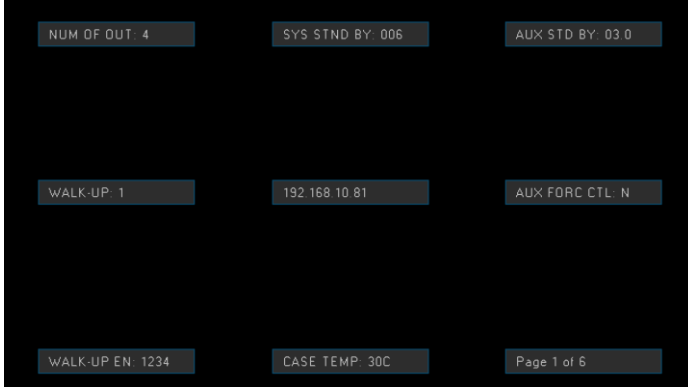 NUM OF OUT: 4
SYS STND BY: 006
AUX STD BY: 03.0
WALK-UP: 1
192.168.10.81
AUX FORC CTL: N
WALK-UP EN: 1234
CASE TEMP: 30C
Page 1 of 6